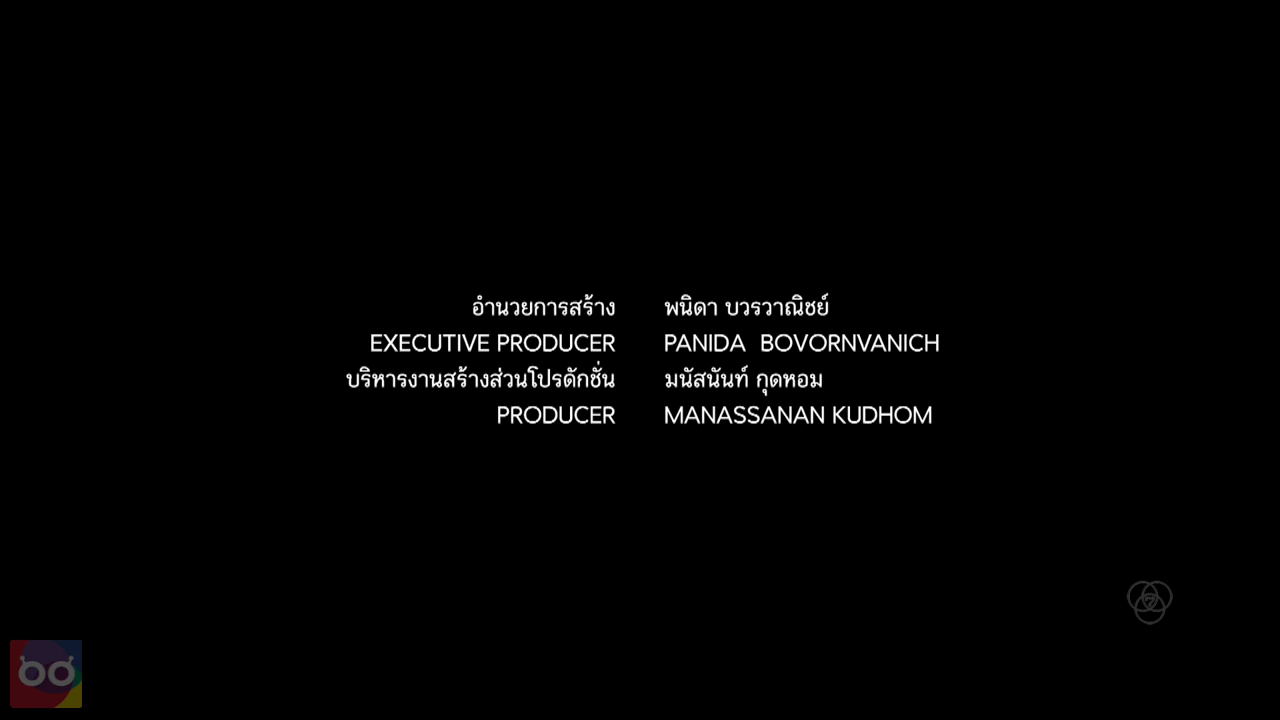 อำนวยการสร้าง พนิดา บวรวาณิชย์
EXECUTIVE PRODUCER PANIDA BOVORNVANICH
บริหารงานสร้างส่วนโปรดักชั่น มนัสนันท์ กุดหอม
PRODUCER MANASSANAN KUDHOM
7